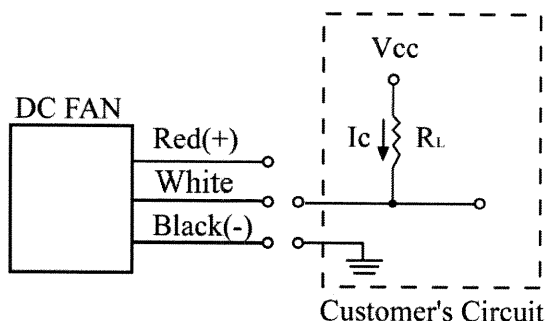 Vcc
DC FAN
Red(+)
Ic
RL
White
Black(-)
Customer's Circuit